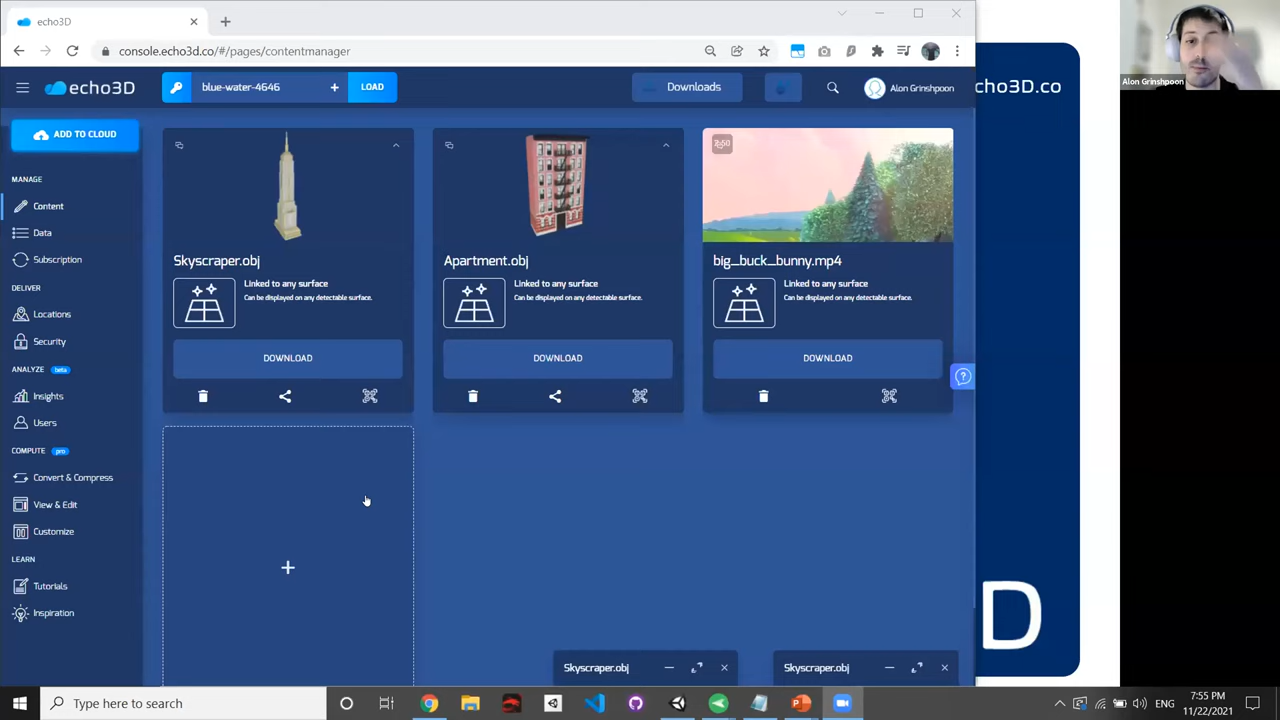 echo3D
console.echo3d.co/#/pages/contentmanager
echo3D
blue-water-4646
+
LOAD
Downloads
Alon Grinshpoon
ADD TO CLOUD
MANAGE
Content
Data
Subscription
DELIVER
Locations
Security
ANALYZE beta
Insights
Users
COMPUTE pro
Convert & Compress
View & Edit
Customize
LEARN
Tutorials
Inspiration
Skyscraper.obj
Linked to any surface
Can be displayed on any detectable surface.
DOWNLOAD
Apartment.obj
Linked to any surface
Can be displayed on any detectable surface.
DOWNLOAD
big_buck_bunny.mp4
Linked to any surface
Can be displayed on any detectable surface.
DOWNLOAD
+
Skyscraper.obj
Skyscraper.obj
cho3D.co
D
Alon Grinshpoon
Type here to search
ENG
7:55 PM
11/22/2021